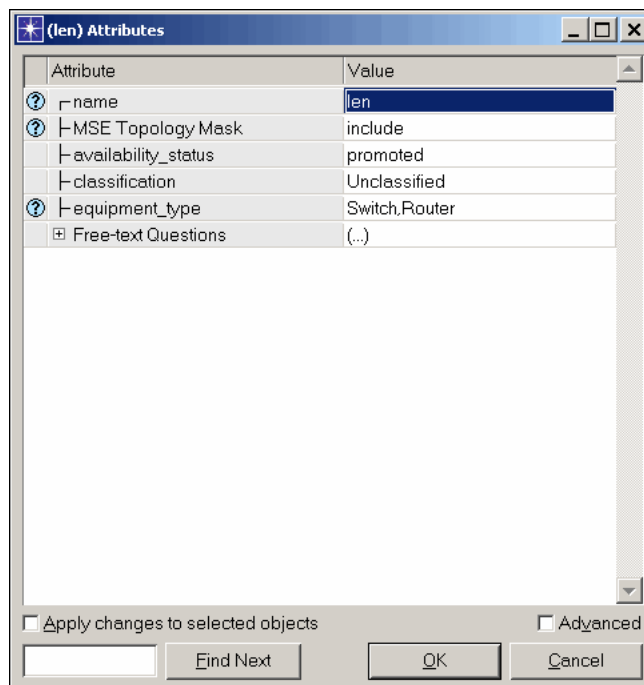 (len) Attributes
Attribute Value
name len
MSE Topology Mask include
availability_status promoted
classification Unclassified
equipment_type Switch,Router
Free-text Questions (...)
Apply changes to selected objects Advanced
Find Next OK Cancel